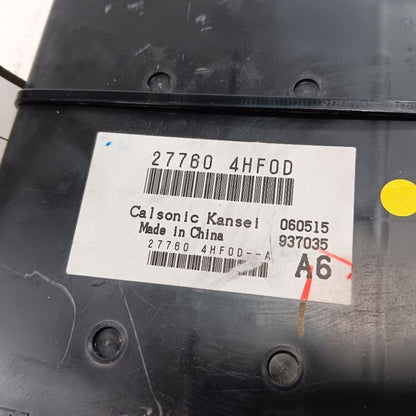 27760 4HF0D
Calsonic Kansei 060515
Made in China 937035
27760 4HF0D--A A6